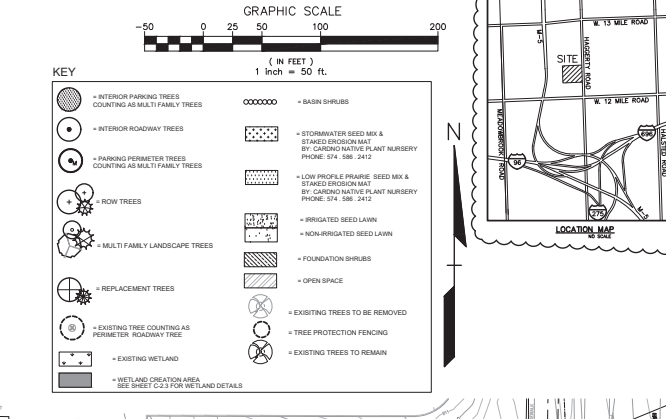 GRAPHIC SCALE
-50 0 25 50 100 200
( IN FEET )
1 inch = 50 ft.
KEY
= INTERIOR PARKING TREES
COUNTING AS MULTI FAMILY TREES
= INTERIOR ROADWAY TREES
= PARKING PERIMETER TREES
COUNTING AS MULTI FAMILY TREES
M
= ROW TREES
= MULTI FAMILY LANDSCAPE TREES
= REPLACEMENT TREES
= EXISTING TREE COUNTING AS
PERIMETER ROADWAY TREE
= EXISTING WETLAND
= WETLAND CREATION AREA
SEE SHEET C-2.3 FOR WETLAND DETAILS
= BASIN SHRUBS
= STORMWATER SEED MIX &
STAKED EROSION MAT
BY: CARDNO NATIVE PLANT NURSERY
PHONE: 574 . 586 . 2412
= LOW PROFILE PRAIRIE SEED MIX &
STAKED EROSION MAT
BY: CARDNO NATIVE PLANT NURSERY
PHONE: 574 . 586 . 2412
= IRRIGATED SEED LAWN
= NON-IRRIGATED SEED LAWN
= FOUNDATION SHRUBS
= OPEN SPACE
= EXISITING TREES TO BE REMOVED
= TREE PROTECTION FENCING
= EXISTING TREES TO REMAIN
N
W. 13 MILE ROAD
M-5
SITE
HAGGERTY ROAD
W. 12 MILE ROAD
MEADOWBROOK ROAD
HALSTED ROAD
696
96
M-5
275
LOCATION MAP
NO SCALE